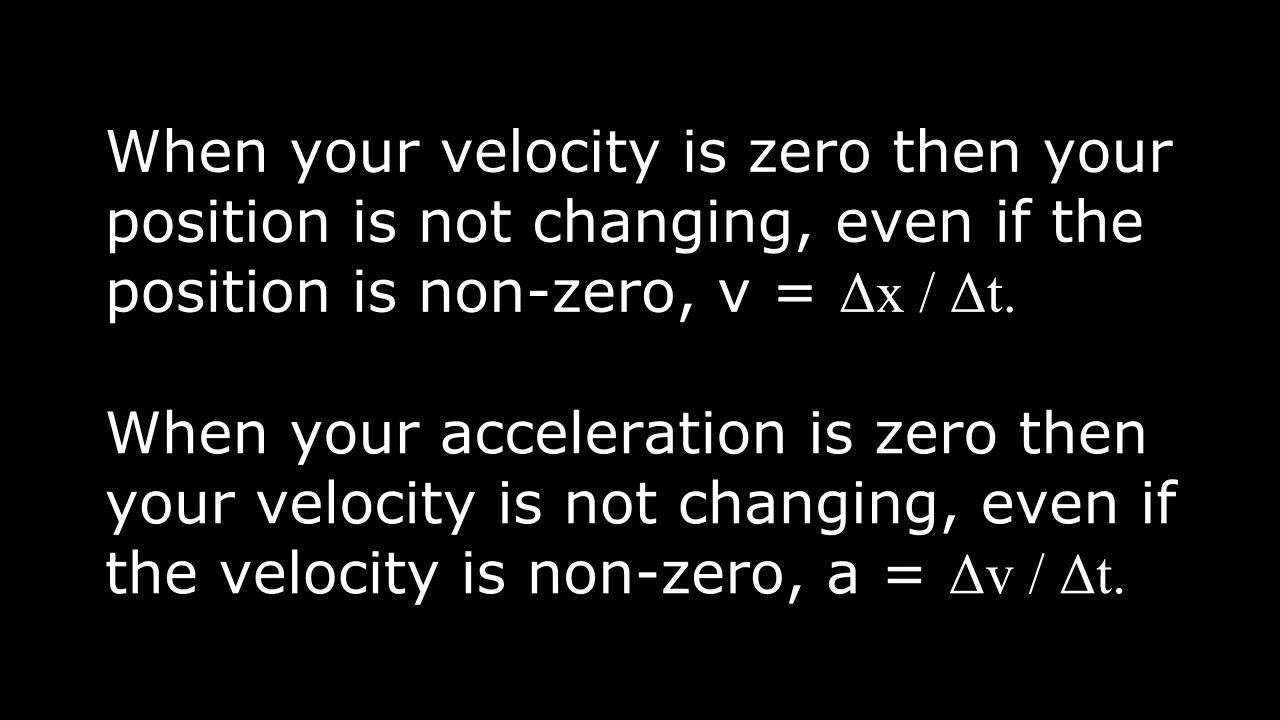 When your velocity is zero then your
position is not changing, even if the
position is non-zero, v = Δx / Δt.
When your acceleration is zero then
your velocity is not changing, even if
the velocity is non-zero, a = Δv / Δt.